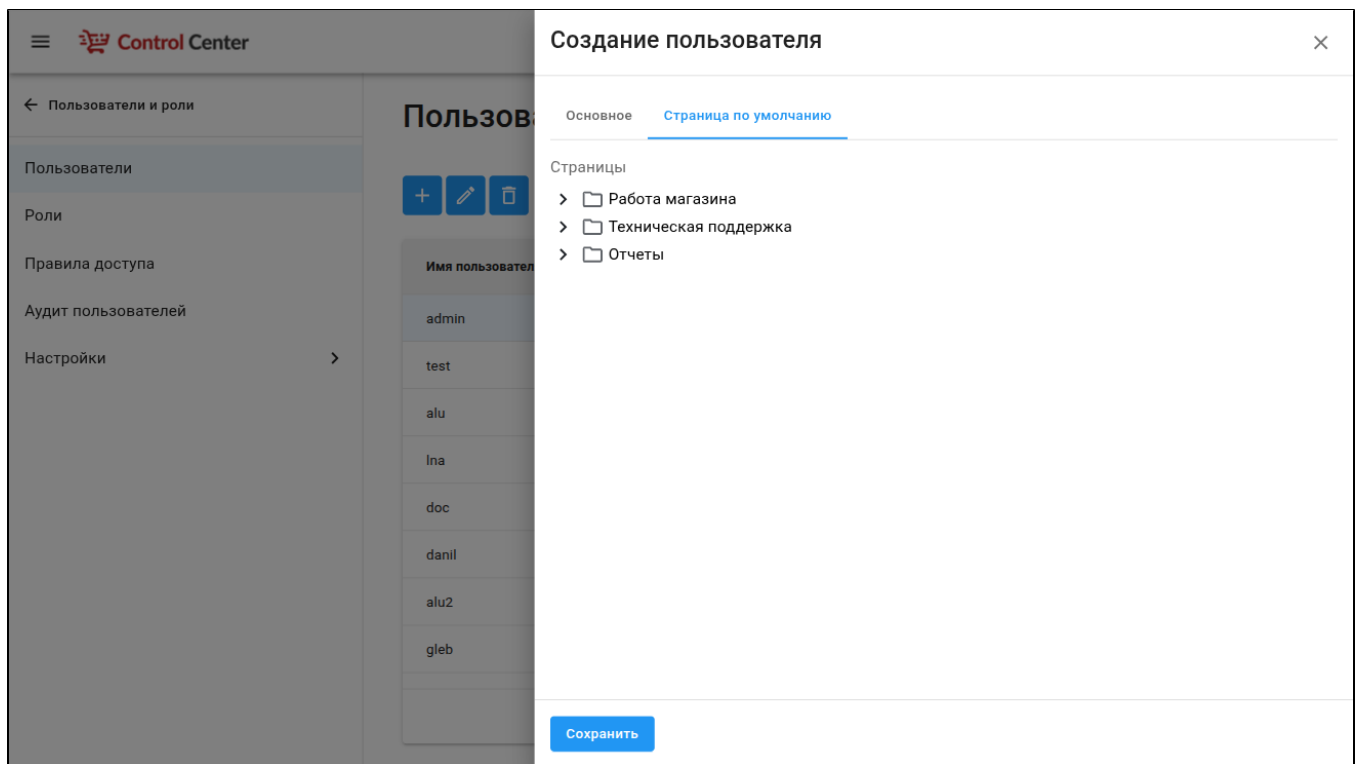 Control Center
Пользователи и роли
Пользователи
Роли
Правила доступа
Аудит пользователей
Настройки
Пользов
Имя пользовател
admin
test
alu
lna
doc
danil
alu2
gleb
Создание пользователя
Основное
Страница по умолчанию
Страницы
Работа магазина
Техническая поддержка
Отчеты
Сохранить